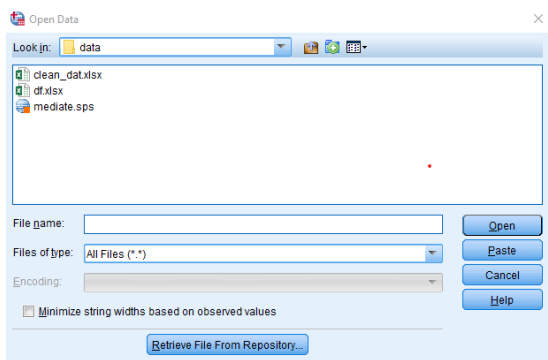 Open Data
Look in: data
clean_dat.xlsx
df.xlsx
mediate.sps
File name: Open
Files of type: All Files (*.*) Paste
Encoding: Cancel
Help
Minimize string widths based on observed values
Retrieve File From Repository...